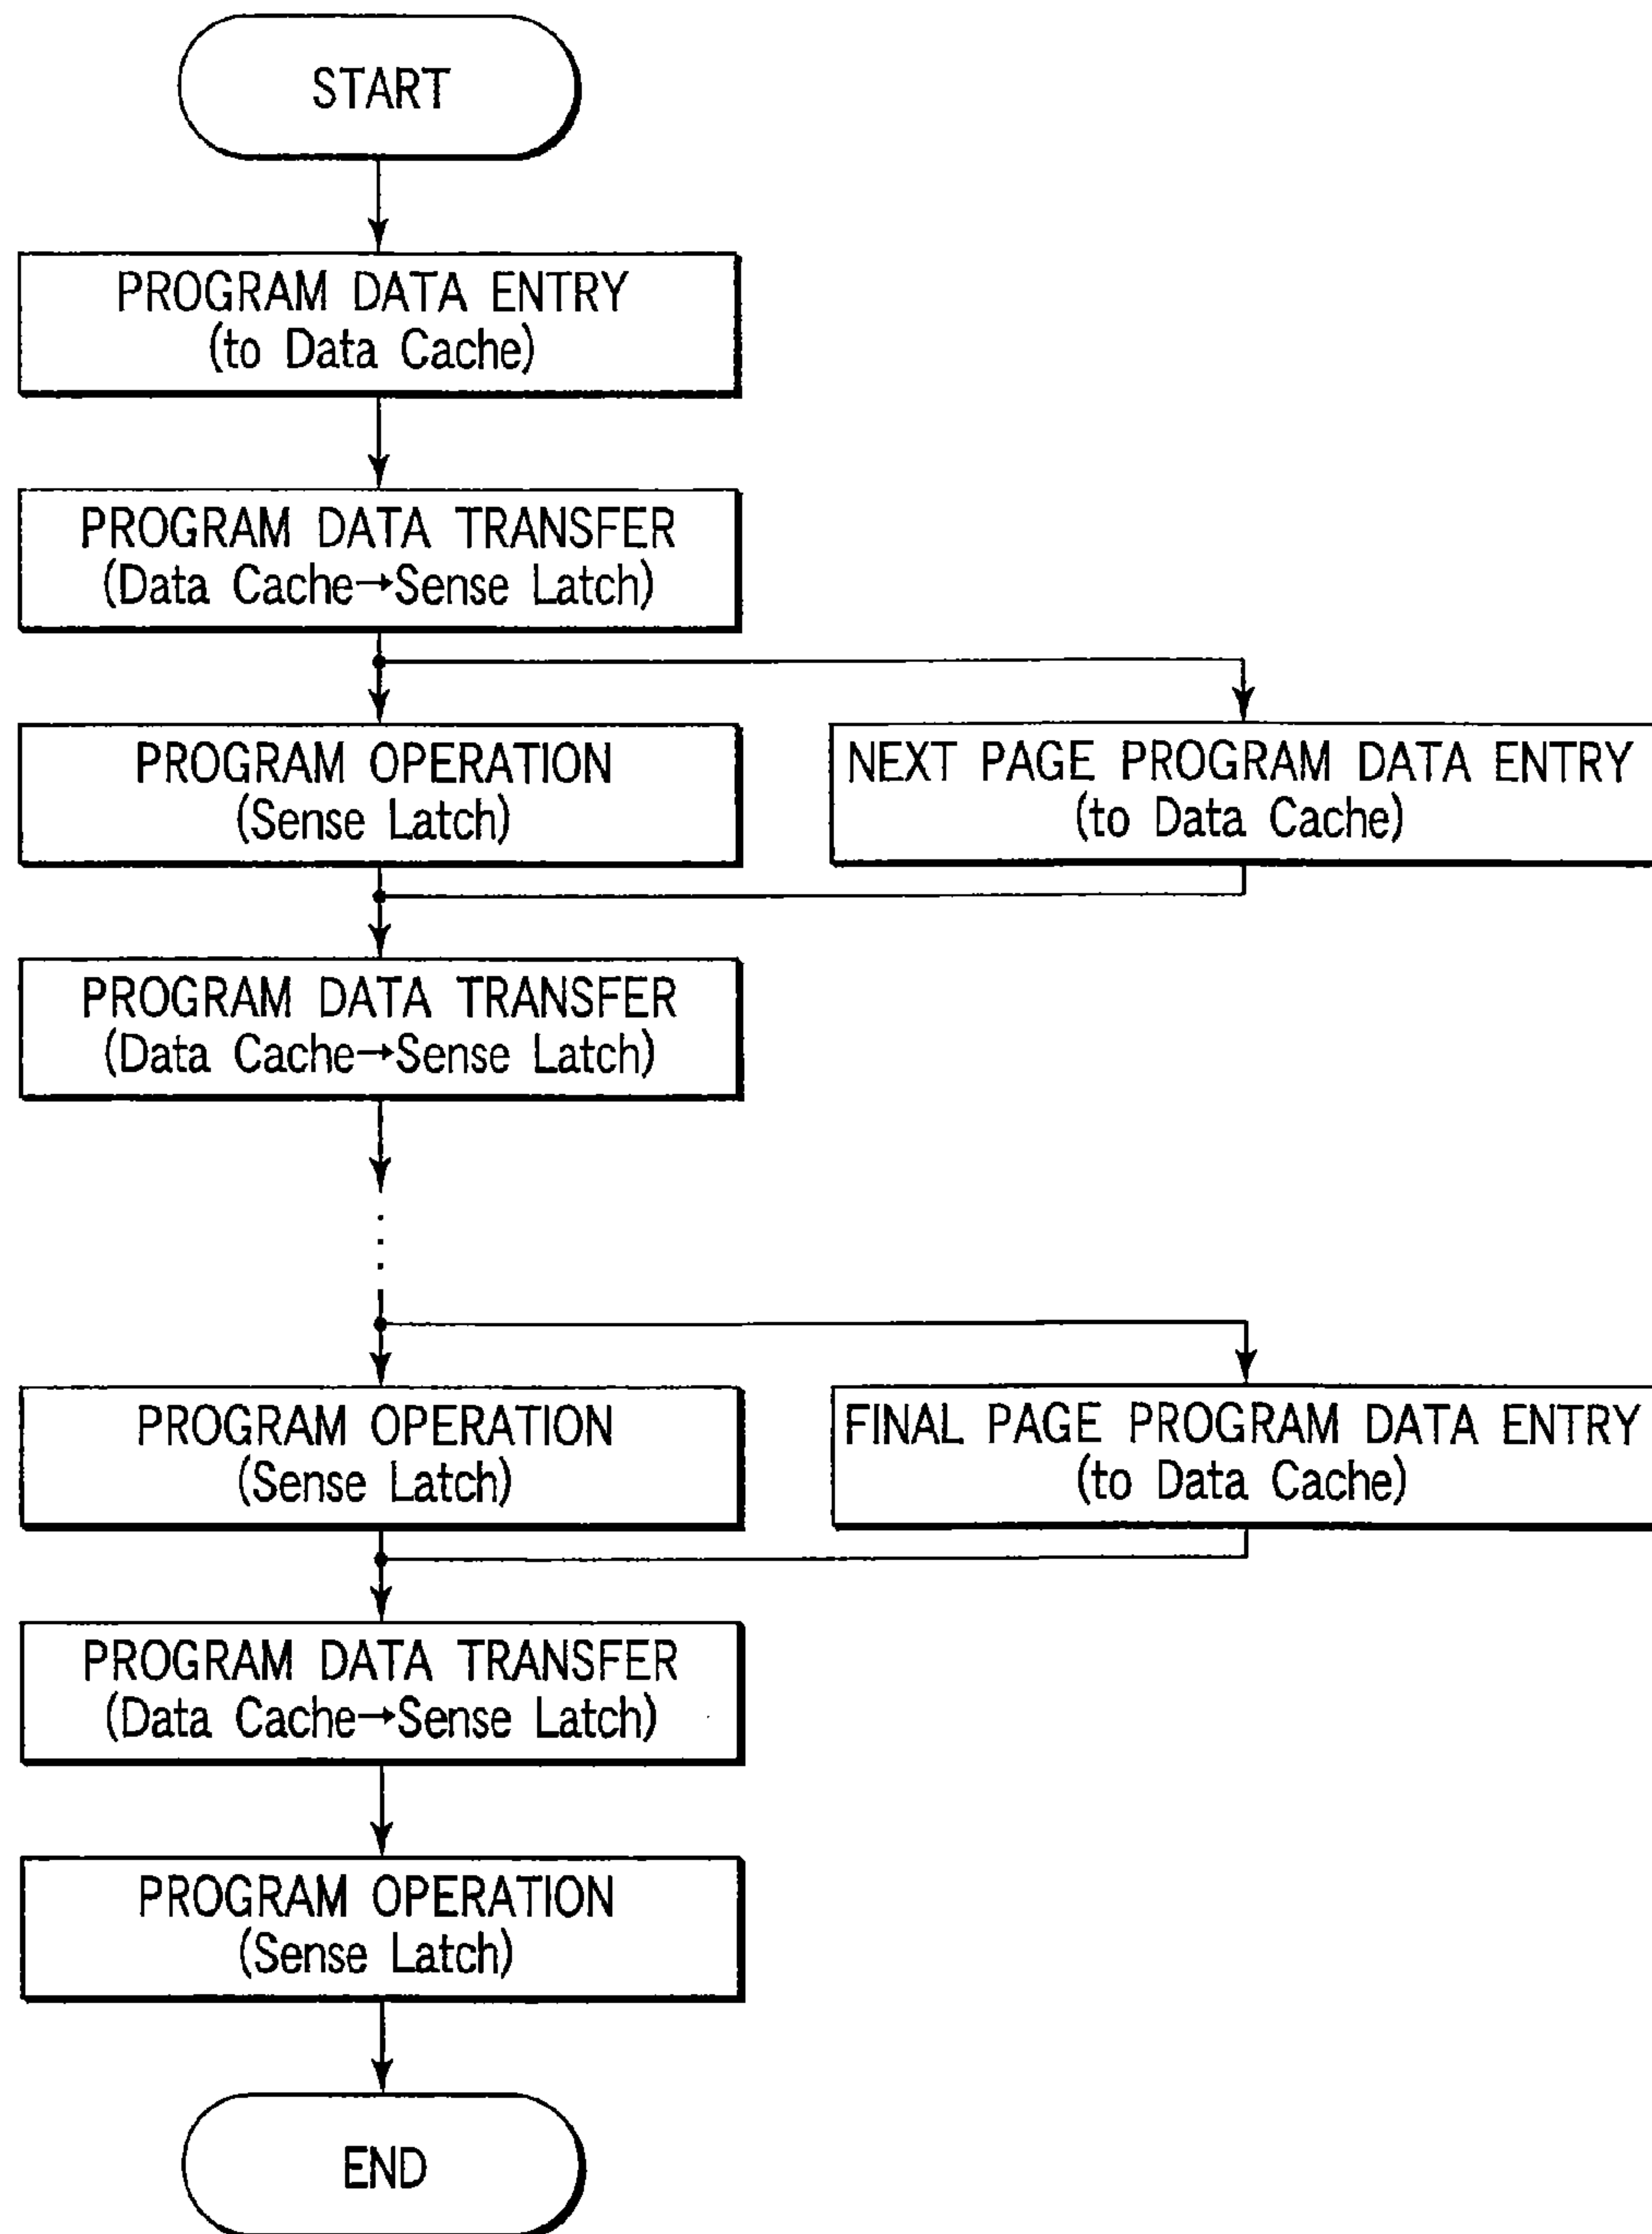 START
PROGRAM DATA ENTRY
(to Data Cache)
PROGRAM DATA TRANSFER
(Data Cache→Sense Latch)
PROGRAM OPERATION
(Sense Latch)
NEXT PAGE PROGRAM DATA ENTRY
(to Data Cache)
PROGRAM DATA TRANSFER
(Data Cache→Sense Latch)
PROGRAM OPERATION
(Sense Latch)
FINAL PAGE PROGRAM DATA ENTRY
(to Data Cache)
PROGRAM DATA TRANSFER
(Data Cache→Sense Latch)
PROGRAM OPERATION
(Sense Latch)
END